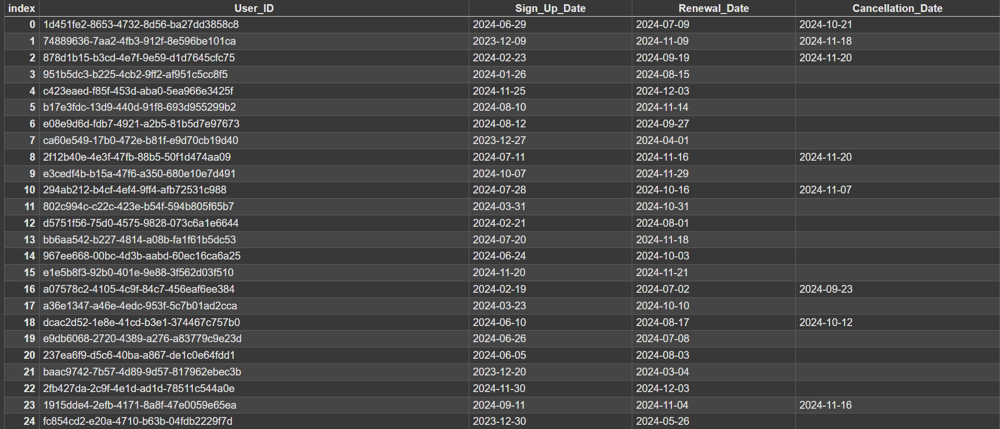 index User_ID Sign_Up_Date Renewal_Date Cancellation_Date
0 1d451fe2-8653-4732-8d56-ba27dd3858c8 2024-06-29 2024-07-09 2024-10-21
1 74889636-7aa2-4fb3-912f-8e596be101ca 2023-12-09 2024-11-09 2024-11-18
2 878d1b15-b3cd-4e7f-9e59-d1d7645cfc75 2024-02-23 2024-09-19 2024-11-20
3 951b5dc3-b225-4cb2-9ff2-af951c5cc8f5 2024-01-26 2024-08-15
4 c423eaed-f85f-453d-aba0-5ea966e3425f 2024-11-25 2024-12-03
5 b17e3fdc-13d9-440d-91f8-693d955299b2 2024-08-10 2024-11-14
6 e08e9d6d-fdb7-4921-a2b5-81b5d7e97673 2024-08-12 2024-09-27
7 ca60e549-17b0-472e-b81f-e9d70cb19d40 2023-12-27 2024-04-01
8 2f12b40e-4e3f-47fb-88b5-50f1d474aa09 2024-07-11 2024-11-16 2024-11-20
9 e3cedf4b-b15a-47f6-a350-680e10e7d491 2024-10-07 2024-11-29
10 294ab212-b4cf-4ef4-9ff4-afb72531c988 2024-07-28 2024-10-16 2024-11-07
11 802c994c-c22c-423e-b54f-594b805f65b7 2024-03-31 2024-10-31
12 d5751f56-75d0-4575-9828-073c6a1e6644 2024-02-21 2024-08-01
13 bb6aa542-b227-4814-a08b-fa1f61b5dc53 2024-07-20 2024-11-18
14 967ee668-00bc-4d3b-aabd-60ec16ca6a25 2024-06-24 2024-10-03
15 e1e5b8f3-92b0-401e-9e88-3f562d03f510 2024-11-20 2024-11-21
16 a07578c2-4105-4c9f-84c7-456eaf6ee384 2024-02-19 2024-07-02 2024-09-23
17 a36e1347-a46e-4edc-953f-5c7b01ad2cca 2024-03-23 2024-10-10
18 dcac2d52-1e8e-41cd-b3e1-374467c757b0 2024-06-10 2024-08-17 2024-10-12
19 e9db6068-2720-4389-a276-a83779c9e23d 2024-06-26 2024-07-08
20 237ea6f9-d5c6-40ba-a867-de1c0e64fdd1 2024-06-05 2024-08-03
21 baac9742-7b57-4d89-9d57-817962ebec3b 2023-12-20 2024-03-04
22 2fb427da-2c9f-4e1d-ad1d-78511c544a0e 2024-11-30 2024-12-03
23 1915dde4-2efb-4171-8a8f-47e0059e65ea 2024-09-11 2024-11-04 2024-11-16
24 fc854cd2-e20a-4710-b63b-04fdb2229f7d 2023-12-30 2024-05-26